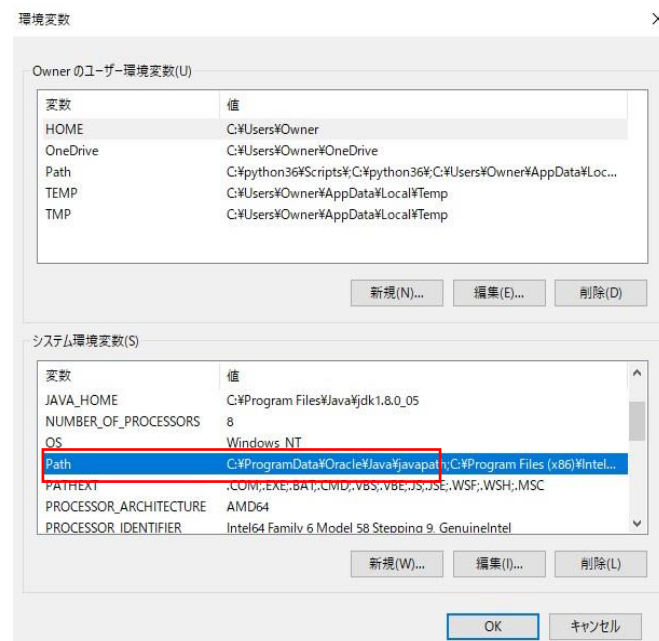 環境変数
Owner のユーザー環境変数(U)
変数 値
HOME C:¥Users¥Owner
OneDrive C:¥Users¥Owner¥OneDrive
Path C:¥python36¥Scripts¥;C:¥python36¥;C:¥Users¥Owner¥AppData¥Loc...
TEMP C:¥Users¥Owner¥AppData¥Local¥Temp
TMP C:¥Users¥Owner¥AppData¥Local¥Temp
新規(N)... 編集(E)... 削除(D)
システム環境変数(S)
変数 値
JAVA_HOME C:¥Program Files¥Java¥jdk1.8.0_05
NUMBER_OF_PROCESSORS 8
OS Windows_NT
Path C:¥ProgramData¥Oracle¥Java¥javapath;C:¥Program Files (x86)¥Intel...
PATHEXT .COM;.EXE;.BAT;.CMD;.VBS;.VBE;.JS;.JSE;.WSF;.WSH;.MSC
PROCESSOR_ARCHITECTURE AMD64
PROCESSOR_IDENTIFIER Intel64 Family 6 Model 58 Stepping 9, GenuineIntel
新規(W)... 編集(I)... 削除(L)
OK キャンセル